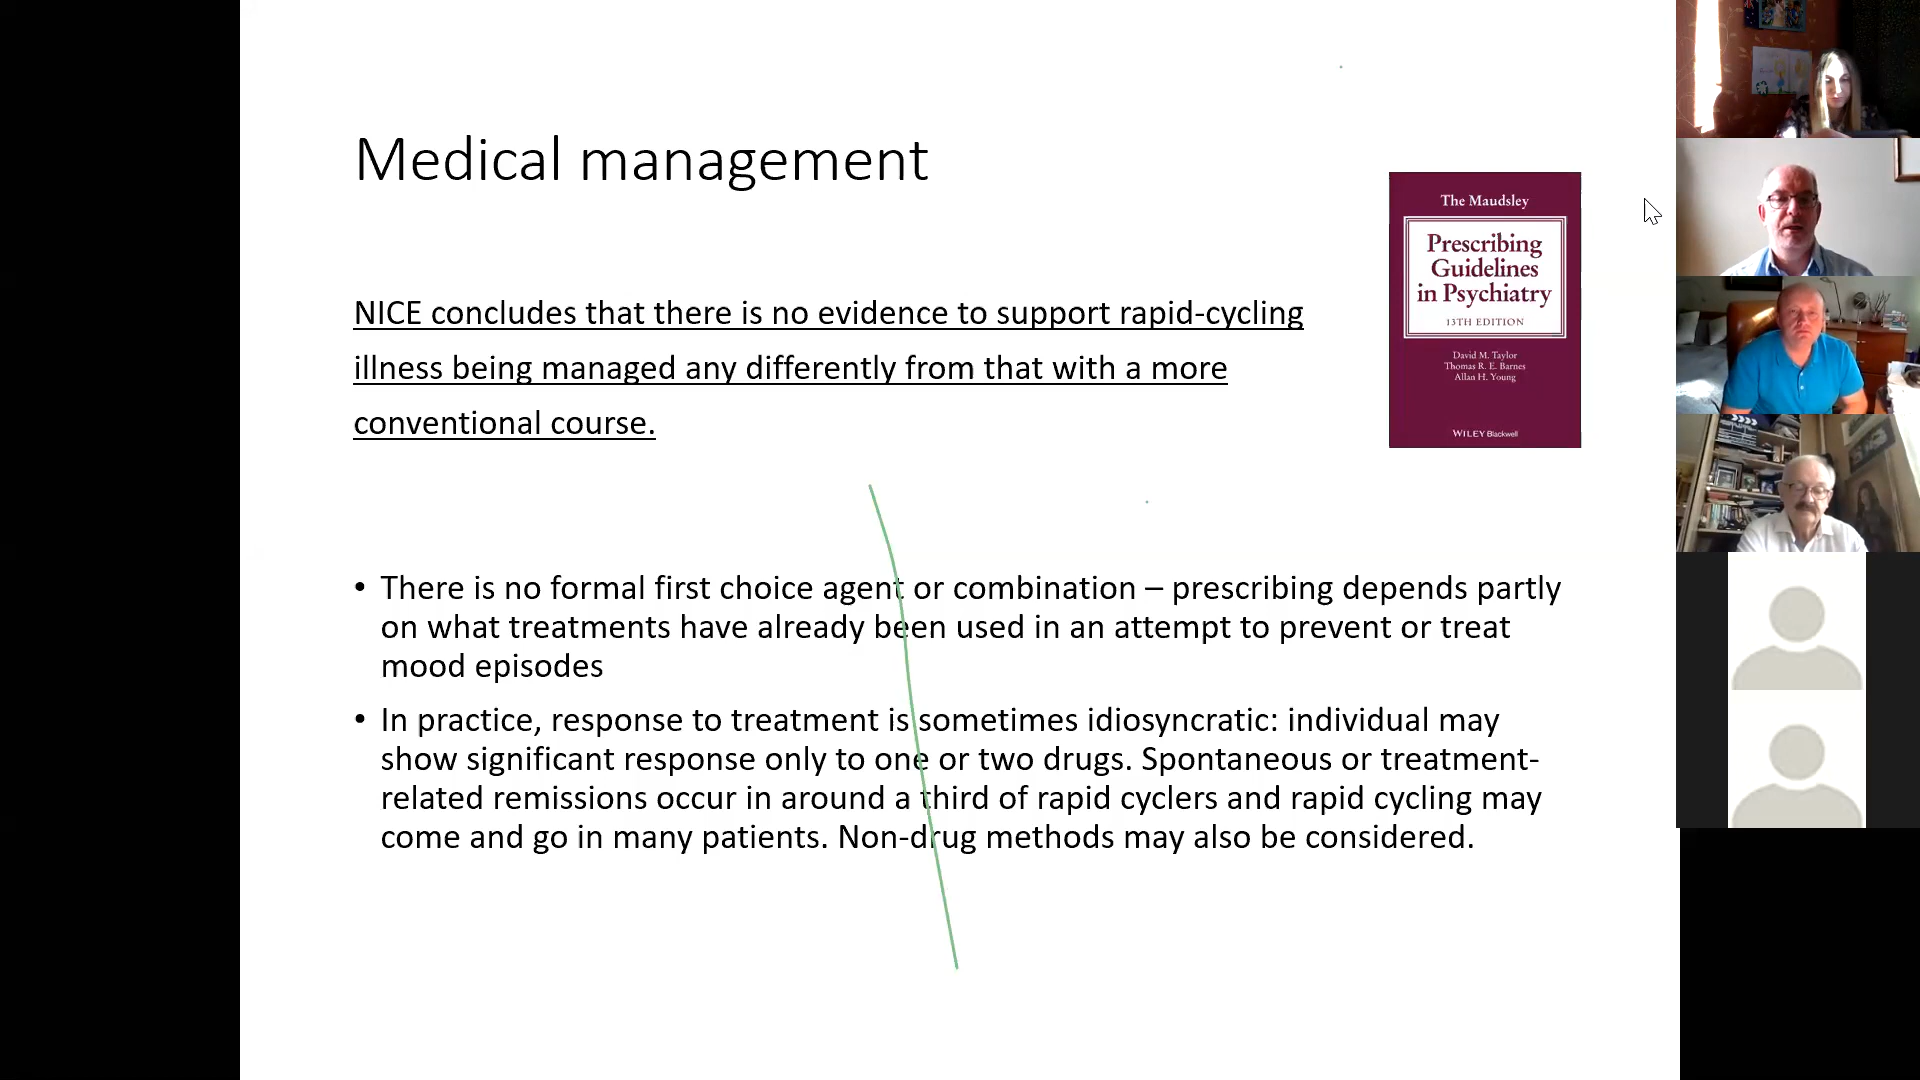 Medical management
NICE concludes that there is no evidence to support rapid-cycling
illness being managed any differently from that with a more
conventional course.
The Maudsley
Prescribing
Guidelines
in Psychiatry
13TH EDITION
David M. Taylor
Thomas R. E. Barnes
Allan H. Young
WILEY Blackwell
• There is no formal first choice agent or combination – prescribing depends partly
on what treatments have already been used in an attempt to prevent or treat
mood episodes
• In practice, response to treatment is sometimes idiosyncratic: individual may
show significant response only to one or two drugs. Spontaneous or treatment-
related remissions occur in around a third of rapid cyclers and rapid cycling may
come and go in many patients. Non-drug methods may also be considered.